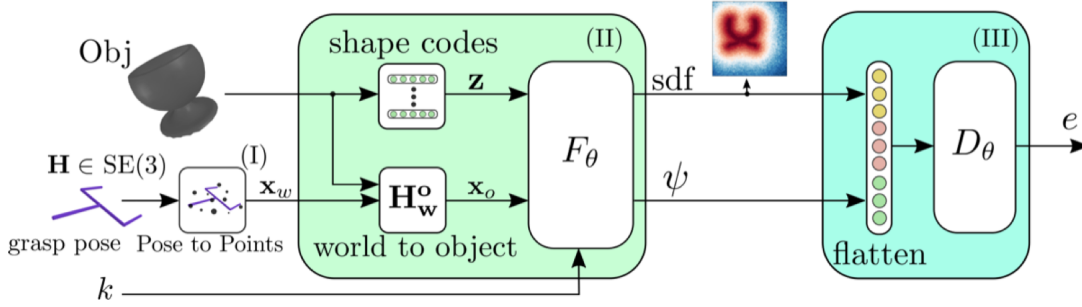 Obj
shape codes
(II)
sdf
(III)
z
H ∈ SE(3)
(I)
x_w
F_θ
D_θ
e
H_w^o
x_o
ψ
grasp pose
Pose to Points
world to object
flatten
k